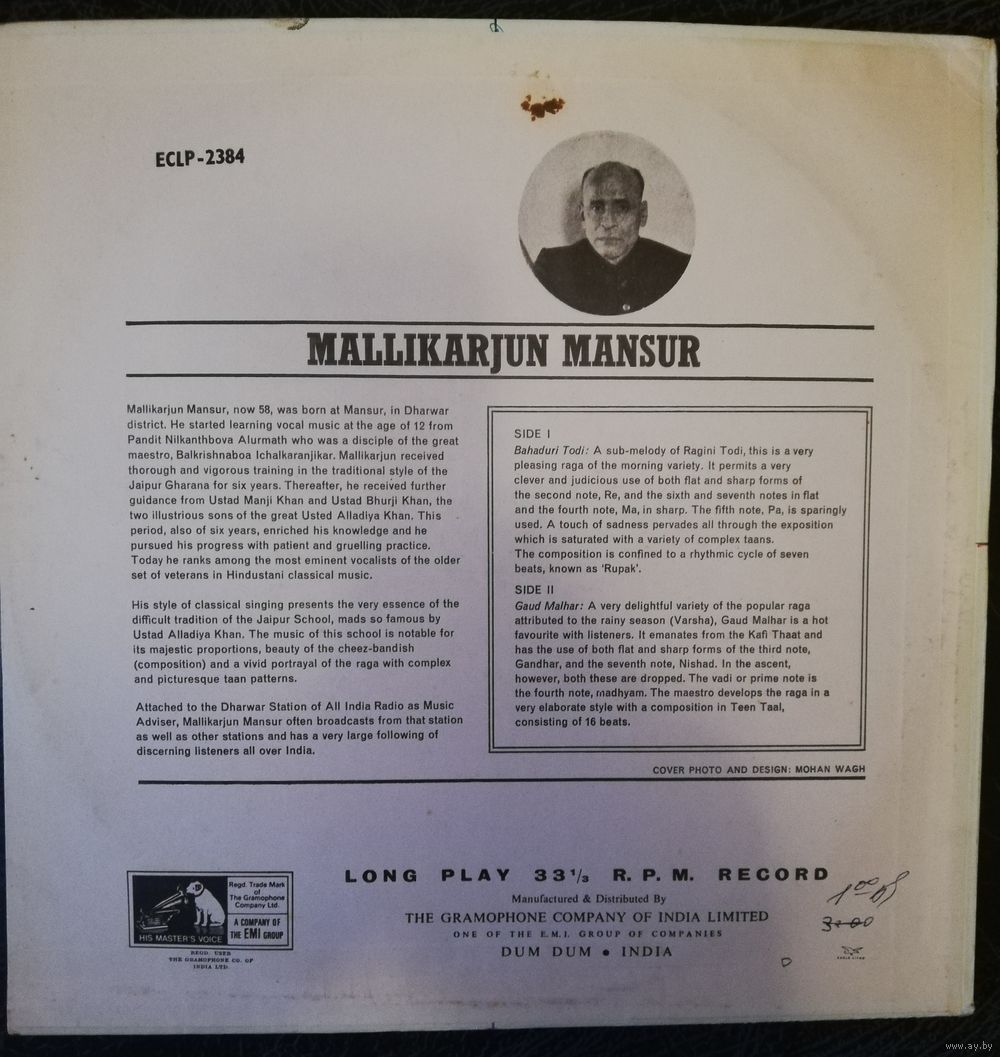 ECLP-2384
MALLIKARJUN MANSUR
Mallikarjun Mansur, now 58, was born at Mansur, in Dharwar
district. He started learning vocal music at the age of 12 from
Pandit Nilkanthbova Alurmath who was a disciple of the great
maestro, Balkrishnaboa Ichalkaranjikar. Mallikarjun received
thorough and vigorous training in the traditional style of the
Jaipur Gharana for six years. Thereafter, he received further
guidance from Ustad Manji Khan and Ustad Bhurji Khan, the
two illustrious sons of the great Usted Alladiya Khan. This
period, also of six years, enriched his knowledge and he
pursued his progress with patient and gruelling practice.
Today he ranks among the most eminent vocalists of the older
set of veterans in Hindustani classical music.
His style of classical singing presents the very essence of the
difficult tradition of the Jaipur School, mads so famous by
Ustad Alladiya Khan. The music of this school is notable for
its majestic proportions, beauty of the cheez-bandish
(composition) and a vivid portrayal of the raga with complex
and picturesque taan patterns.
Attached to the Dharwar Station of All India Radio as Music
Adviser, Mallikarjun Mansur often broadcasts from that station
as well as other stations and has a very large following of
discerning listeners all over India.
SIDE I
Bahaduri Todi: A sub-melody of Ragini Todi, this is a very
pleasing raga of the morning variety. It permits a very
clever and judicious use of both flat and sharp forms of
the second note, Re, and the sixth and seventh notes in flat
and the fourth note, Ma, in sharp. The fifth note, Pa, is sparingly
used. A touch of sadness pervades all through the exposition
which is saturated with a variety of complex taans.
The composition is confined to a rhythmic cycle of seven
beats, known as ‘Rupak’.
SIDE II
Gaud Malhar: A very delightful variety of the popular raga
attributed to the rainy season (Varsha), Gaud Malhar is a hot
favourite with listeners. It emanates from the Kafi Thaat and
has the use of both flat and sharp forms of the third note,
Gandhar, and the seventh note, Nishad. In the ascent,
however, both these are dropped. The vadi or prime note is
the fourth note, madhyam. The maestro develops the raga in a
very elaborate style with a composition in Teen Taal,
consisting of 16 beats.
COVER PHOTO AND DESIGN: MOHAN WAGH
HIS MASTER'S VOICE
Regd. Trade Mark
of The Gramophone
Company Ltd.
A COMPANY OF
THE EMI GROUP
REGD. USER
THE GRAMOPHONE CO. OF
INDIA LTD.
LONG PLAY 33 1/3 R.P.M. RECORD
Manufactured & Distributed By
THE GRAMOPHONE COMPANY OF INDIA LIMITED
ONE OF THE E.M.I. GROUP OF COMPANIES
DUM DUM • INDIA
www.ay.by